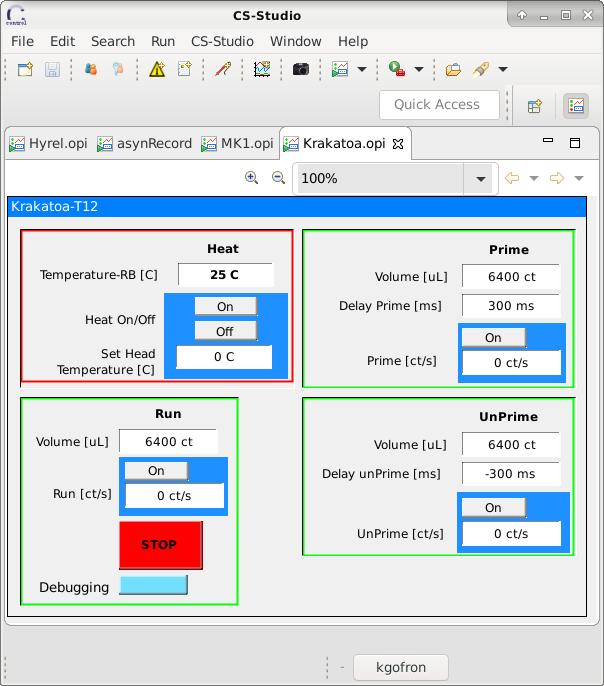 CS-Studio
control
File Edit Search Run CS-Studio Window Help
Quick Access
Hyrel.opi asynRecord MK1.opi Krakatoa.opi
100%
Krakatoa-T12
Heat
Temperature-RB [C] 25 C
Heat On/Off On
Off
Set Head
Temperature [C] 0 C
Prime
Volume [uL] 6400 ct
Delay Prime [ms] 300 ms
On
Prime [ct/s] 0 ct/s
Run
Volume [uL] 6400 ct
On
Run [ct/s] 0 ct/s
STOP
Debugging
UnPrime
Volume [uL] 6400 ct
Delay unPrime [ms] -300 ms
On
UnPrime [ct/s] 0 ct/s
- kgofron